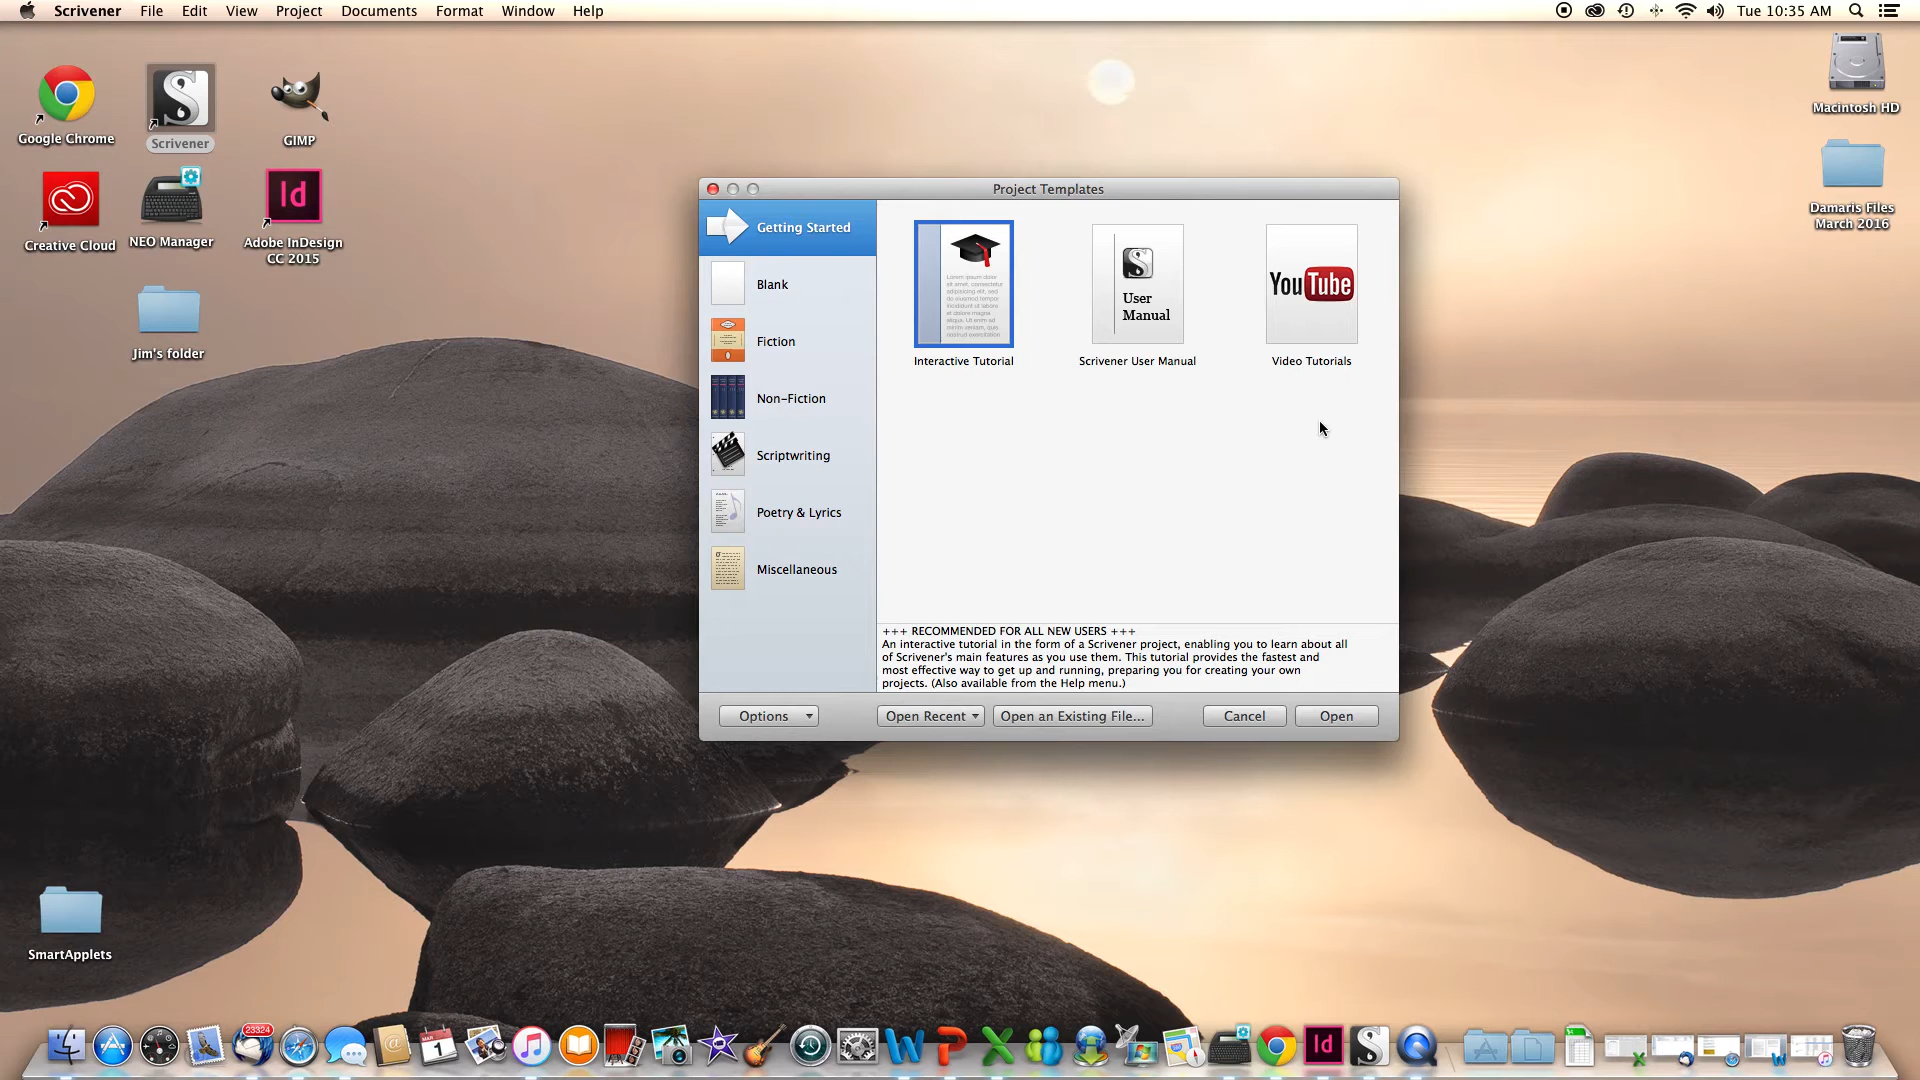 Scrivener File Edit View Project Documents Format Window Help
Tue 10:35 AM
Google Chrome
Scrivener
GIMP
Creative Cloud
NEO Manager
Id
Adobe InDesign
CC 2015
Jim's folder
SmartApplets
Macintosh HD
Damaris Files
March 2016
Project Templates
Getting Started
Blank
Fiction
Non-Fiction
Scriptwriting
Poetry & Lyrics
Miscellaneous
Interactive Tutorial
User
Manual
Scrivener User Manual
YouTube
Video Tutorials
+++ RECOMMENDED FOR ALL NEW USERS +++
An interactive tutorial in the form of a Scrivener project, enabling you to learn about all
of Scrivener's main features as you use them. This tutorial provides the fastest and
most effective way to get up and running, preparing you for creating your own
projects. (Also available from the Help menu.)
Options
Open Recent
Open an Existing File...
Cancel
Open
23324
MAR
1
Id